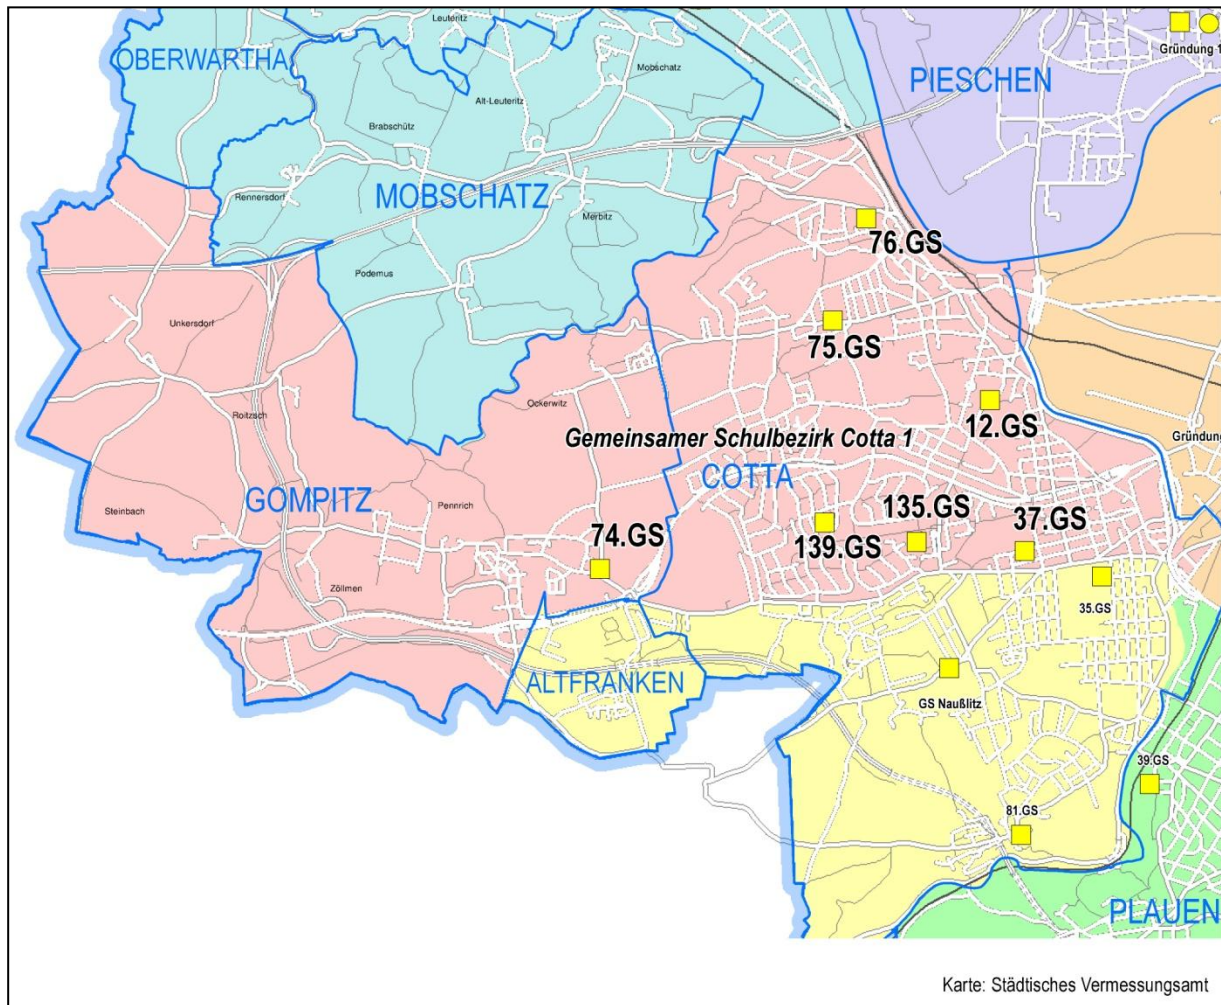 Leuteritz
OBERWARTHA
Gründung 1
Mobschatz
PIESCHEN
Alt-Leuteritz
Brabschütz
Rennersdorf
MOBSCHATZ
Merbitz
76.GS
Podemus
Unkersdorf
75.GS
Ockerwitz
Roitzsch
12.GS
Gemeinsamer Schulbezirk Cotta 1
Gründung
COTTA
GOMPITZ
Steinbach
Pennrich
135.GS
37.GS
74.GS
139.GS
Zöllmen
35.GS
ALTFRANKEN
GS Naußlitz
39.GS
81.GS
PLAUEN
Karte: Städtisches Vermessungsamt